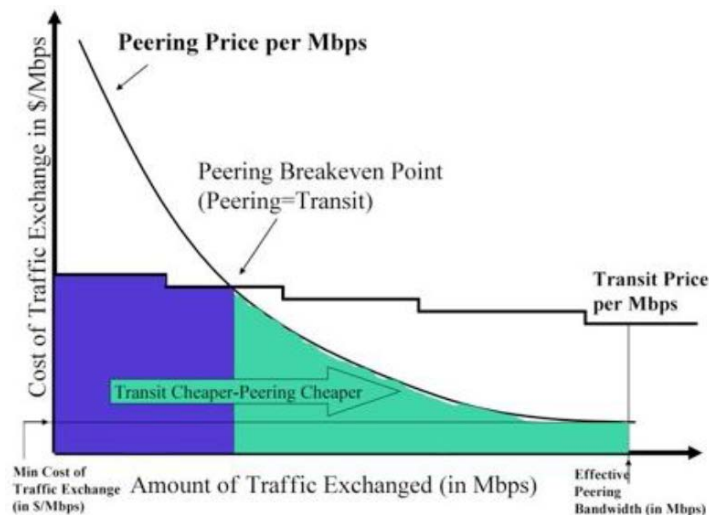 Peering Price per Mbps
Cost of Traffic Exchange in $/Mbps
Peering Breakeven Point
(Peering=Transit)
Transit Price
per Mbps
Transit Cheaper-Peering Cheaper
Min Cost of
Traffic Exchange
(in $/Mbps)
Amount of Traffic Exchanged (in Mbps)
Effective
Peering
Bandwidth (in Mbps)